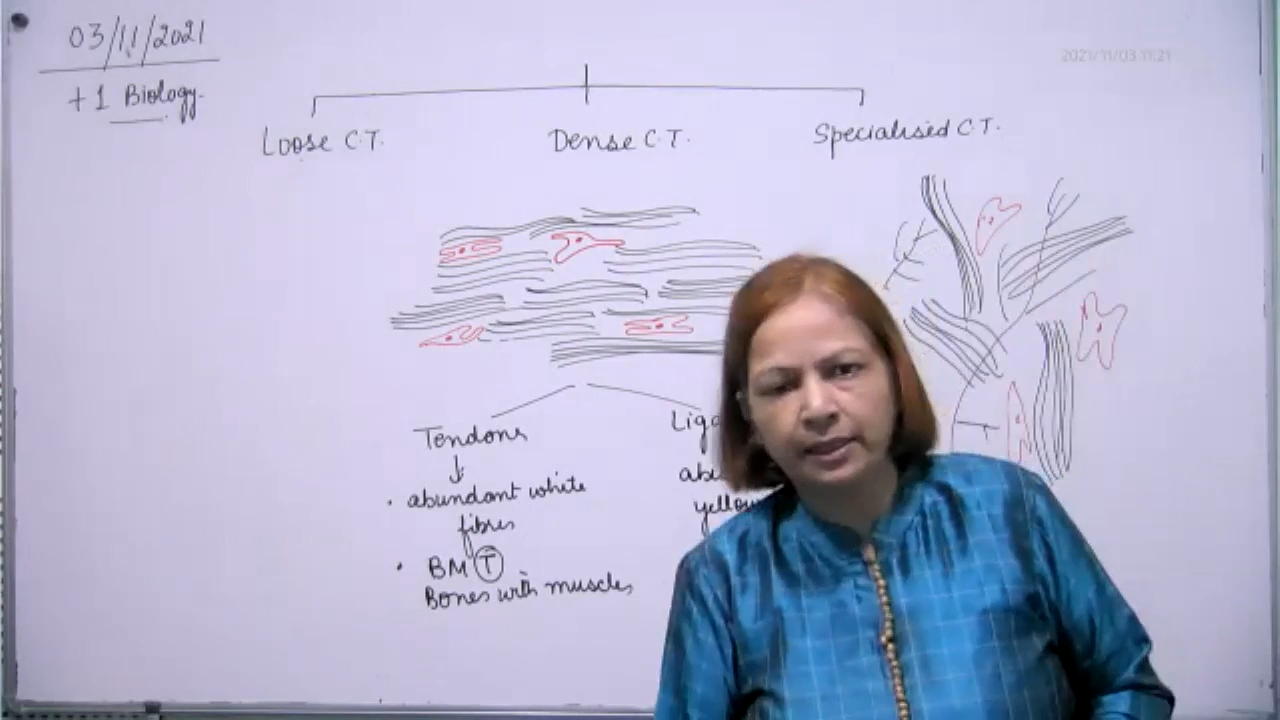 03/11/2021
+1 Biology.
2021/11/03 11:21
Loose C.T.
Dense C.T.
Specialised C.T.
Tendons
• abundant white
fibres
• BM T
Bones with muscles